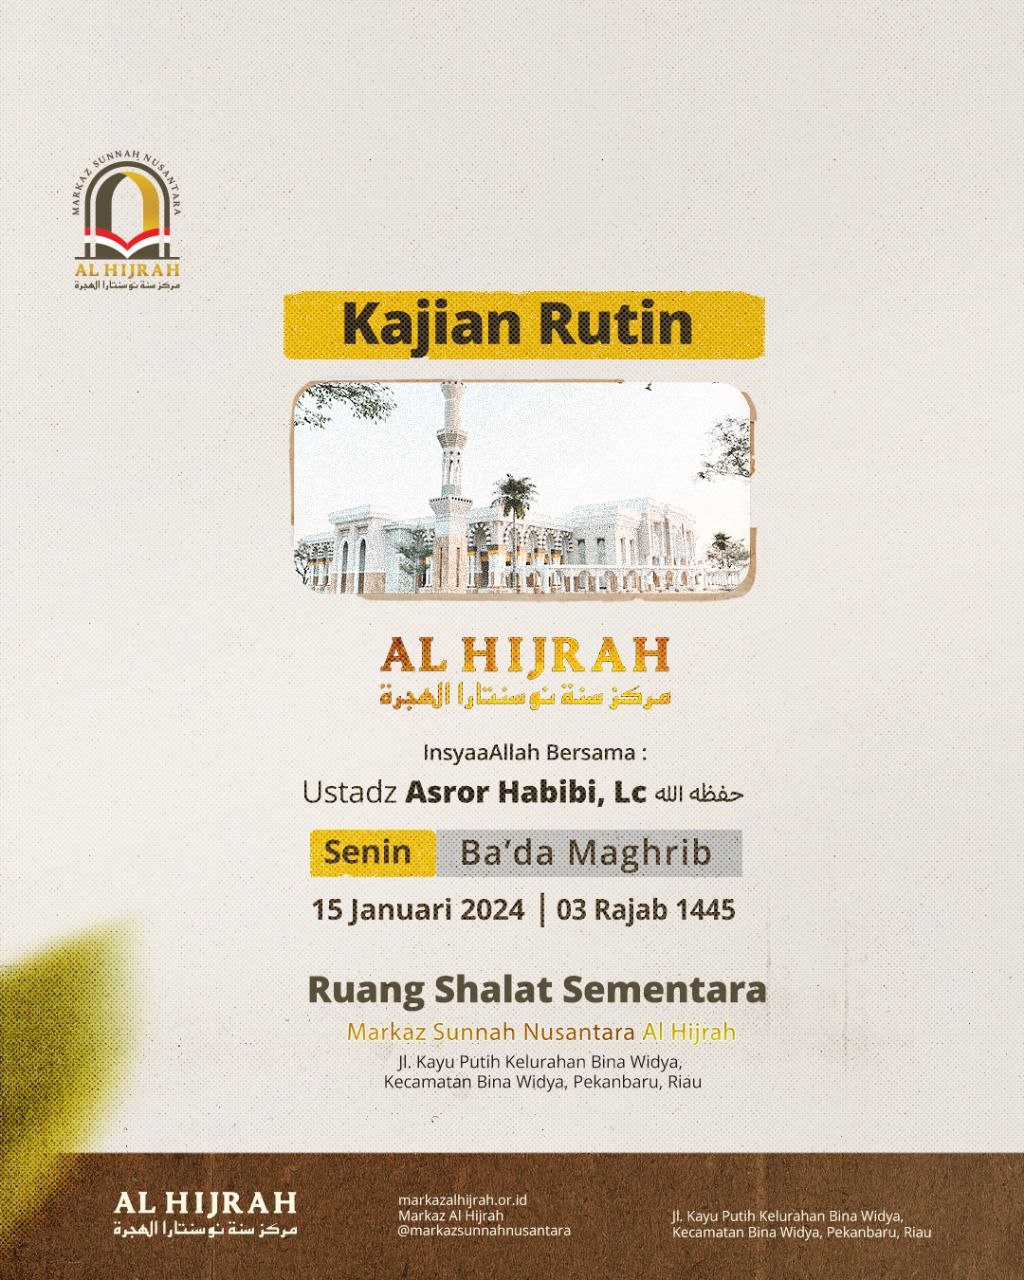 MARKAZ SUNNAH NUSANTARA
AL HIJRAH
مركز سنة نوسنتارا الهجرة
Kajian Rutin
AL HIJRAH
مركز سنة نوسنتارا الهجرة
InsyaaAllah Bersama :
Ustadz Asror Habibi, Lc حفظه الله
Senin Ba’da Maghrib
15 Januari 2024 | 03 Rajab 1445
Ruang Shalat Sementara
Markaz Sunnah Nusantara Al Hijrah
Jl. Kayu Putih Kelurahan Bina Widya,
Kecamatan Bina Widya, Pekanbaru, Riau
AL HIJRAH
مركز سنة نوسنتارا الهجرة
markazalhijrah.or.id
Markaz Al Hijrah
@markazsunnahnusantara
Jl. Kayu Putih Kelurahan Bina Widya,
Kecamatan Bina Widya, Pekanbaru, Riau